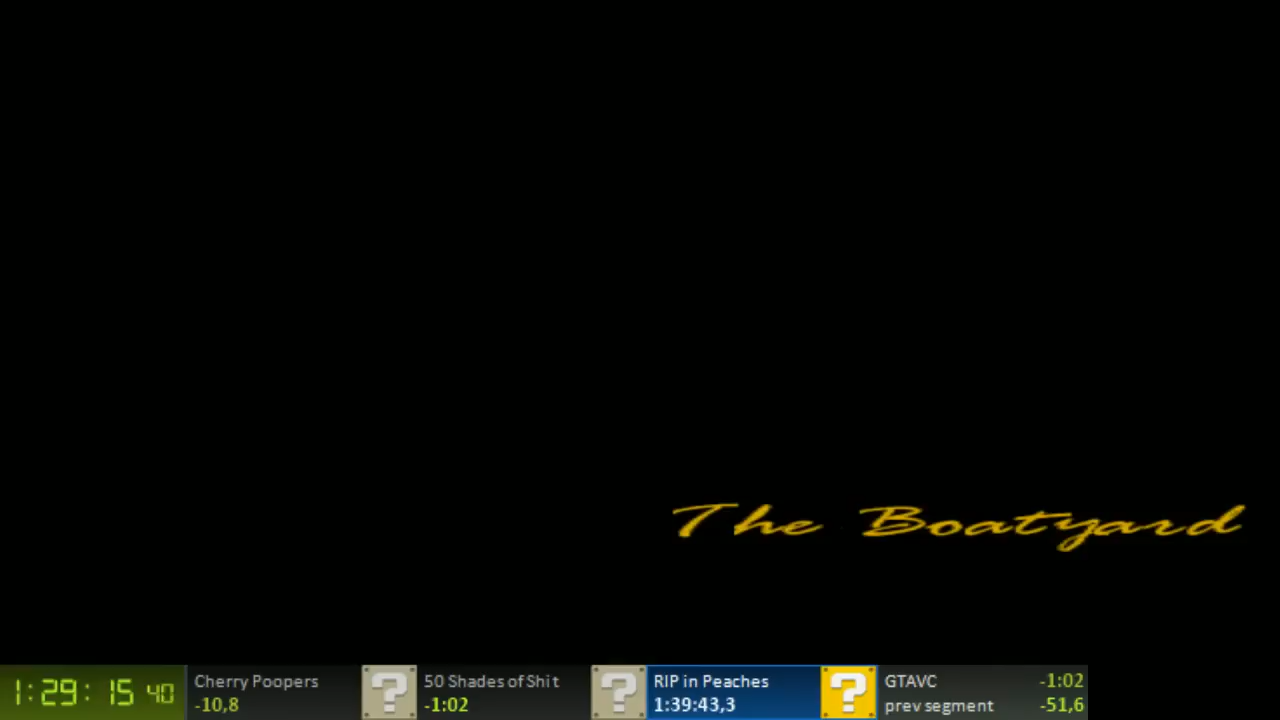 The Boatyard
1:29:15 40
Cherry Poopers
-10,8
50 Shades of Shit
-1:02
RIP in Peaches
1:39:43,3
GTAVC -1:02
prev segment -51,6